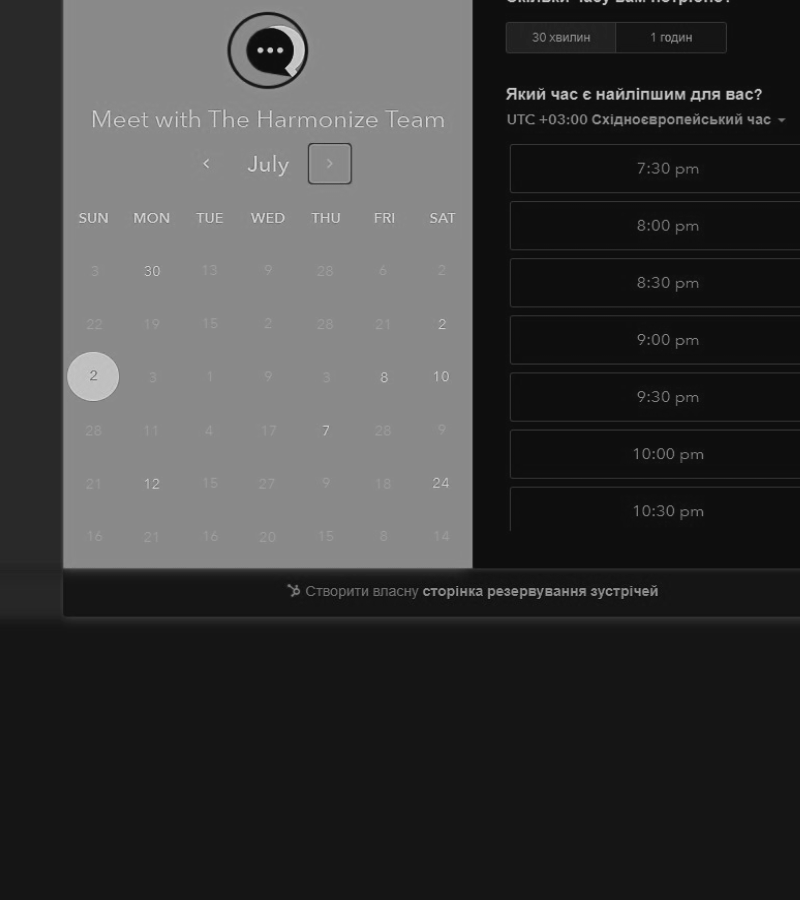 Meet with The Harmonize Team
July
SUN MON TUE WED THU FRI SAT
3 30 13 9 28 6 2
22 19 15 2 28 21 2
2 3 1 9 3 8 10
28 11 4 17 7 28 9
21 12 15 27 9 18 24
16 21 16 20 15 8 14
30 хвилин 1 годин
Який час є найліпшим для вас?
UTC +03:00 Східноєвропейський час
7:30 pm
8:00 pm
8:30 pm
9:00 pm
9:30 pm
10:00 pm
10:30 pm
Створити власну сторінка резервування зустрічей